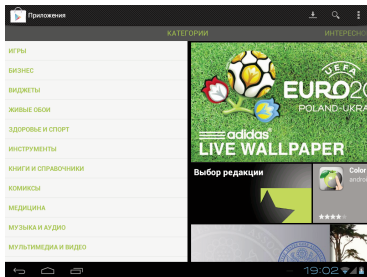 Приложения
КАТЕГОРИИ
ИНТЕРЕСНО
ИГРЫ
БИЗНЕС
ВИДЖЕТЫ
ЖИВЫЕ ОБОИ
ЗДОРОВЬЕ И СПОРТ
ИНСТРУМЕНТЫ
КНИГИ И СПРАВОЧНИКИ
КОМИКСЫ
МЕДИЦИНА
МУЗЫКА И АУДИО
МУЛЬТИМЕДИА И ВИДЕО
UEFA
EURO20
POLAND-UKRA
adidas
LIVE WALLPAPER
Выбор редакции
Color
androi
19:02